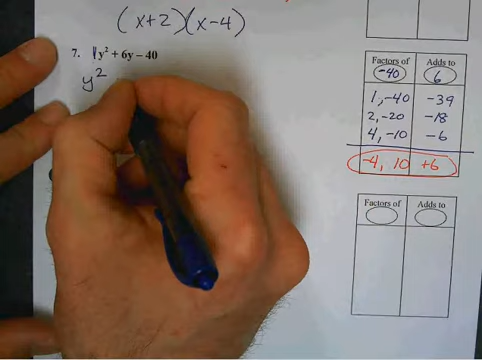 (x+2)(x-4)
7. 1y² + 6y – 40
y²
Factors of Adds to
-40 6
1, -40 -39
2, -20 -18
4, -10 -6
-4, 10 +6
Factors of Adds to